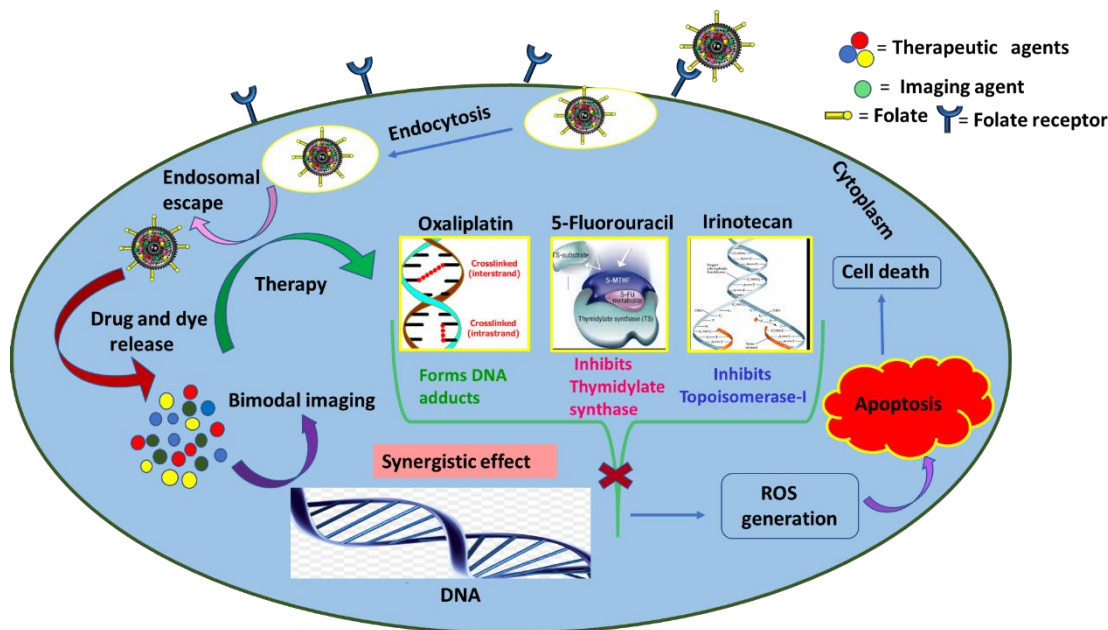 = Therapeutic agents
= Imaging agent
= Folate
= Folate receptor
Endocytosis
Endosomal
escape
Cytoplasm
Oxaliplatin
5-Fluorouracil
Irinotecan
Crosslinked
(interstrand)
Crosslinked
(intrastrand)
TS-substrate
5-MTHF
5-FU
metabolite
Thymidylate synthase (TS)
Therapy
Cell death
Drug and dye
release
Forms DNA
adducts
Inhibits
Thymidylate
synthase
Inhibits
Topoisomerase-I
Bimodal imaging
Apoptosis
Synergistic effect
ROS
generation
DNA